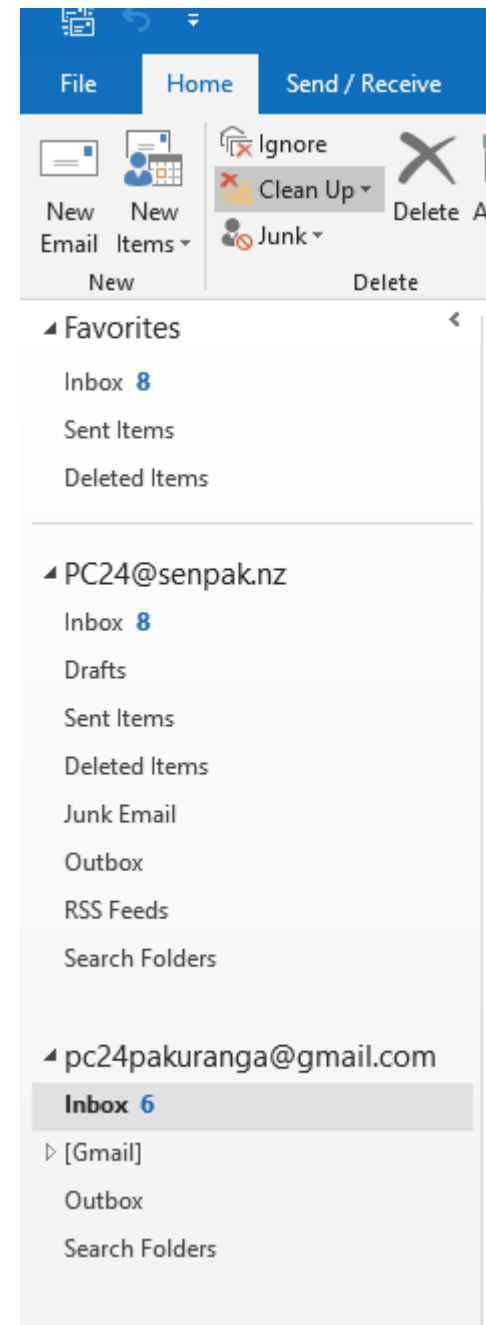 File Home Send / Receive
Ignore
Clean Up
New Email
New Items
Junk
Delete
New Delete
Favorites
Inbox 8
Sent Items
Deleted Items
PC24@senpak.nz
Inbox 8
Drafts
Sent Items
Deleted Items
Junk Email
Outbox
RSS Feeds
Search Folders
pc24pakuranga@gmail.com
Inbox 6
[Gmail]
Outbox
Search Folders